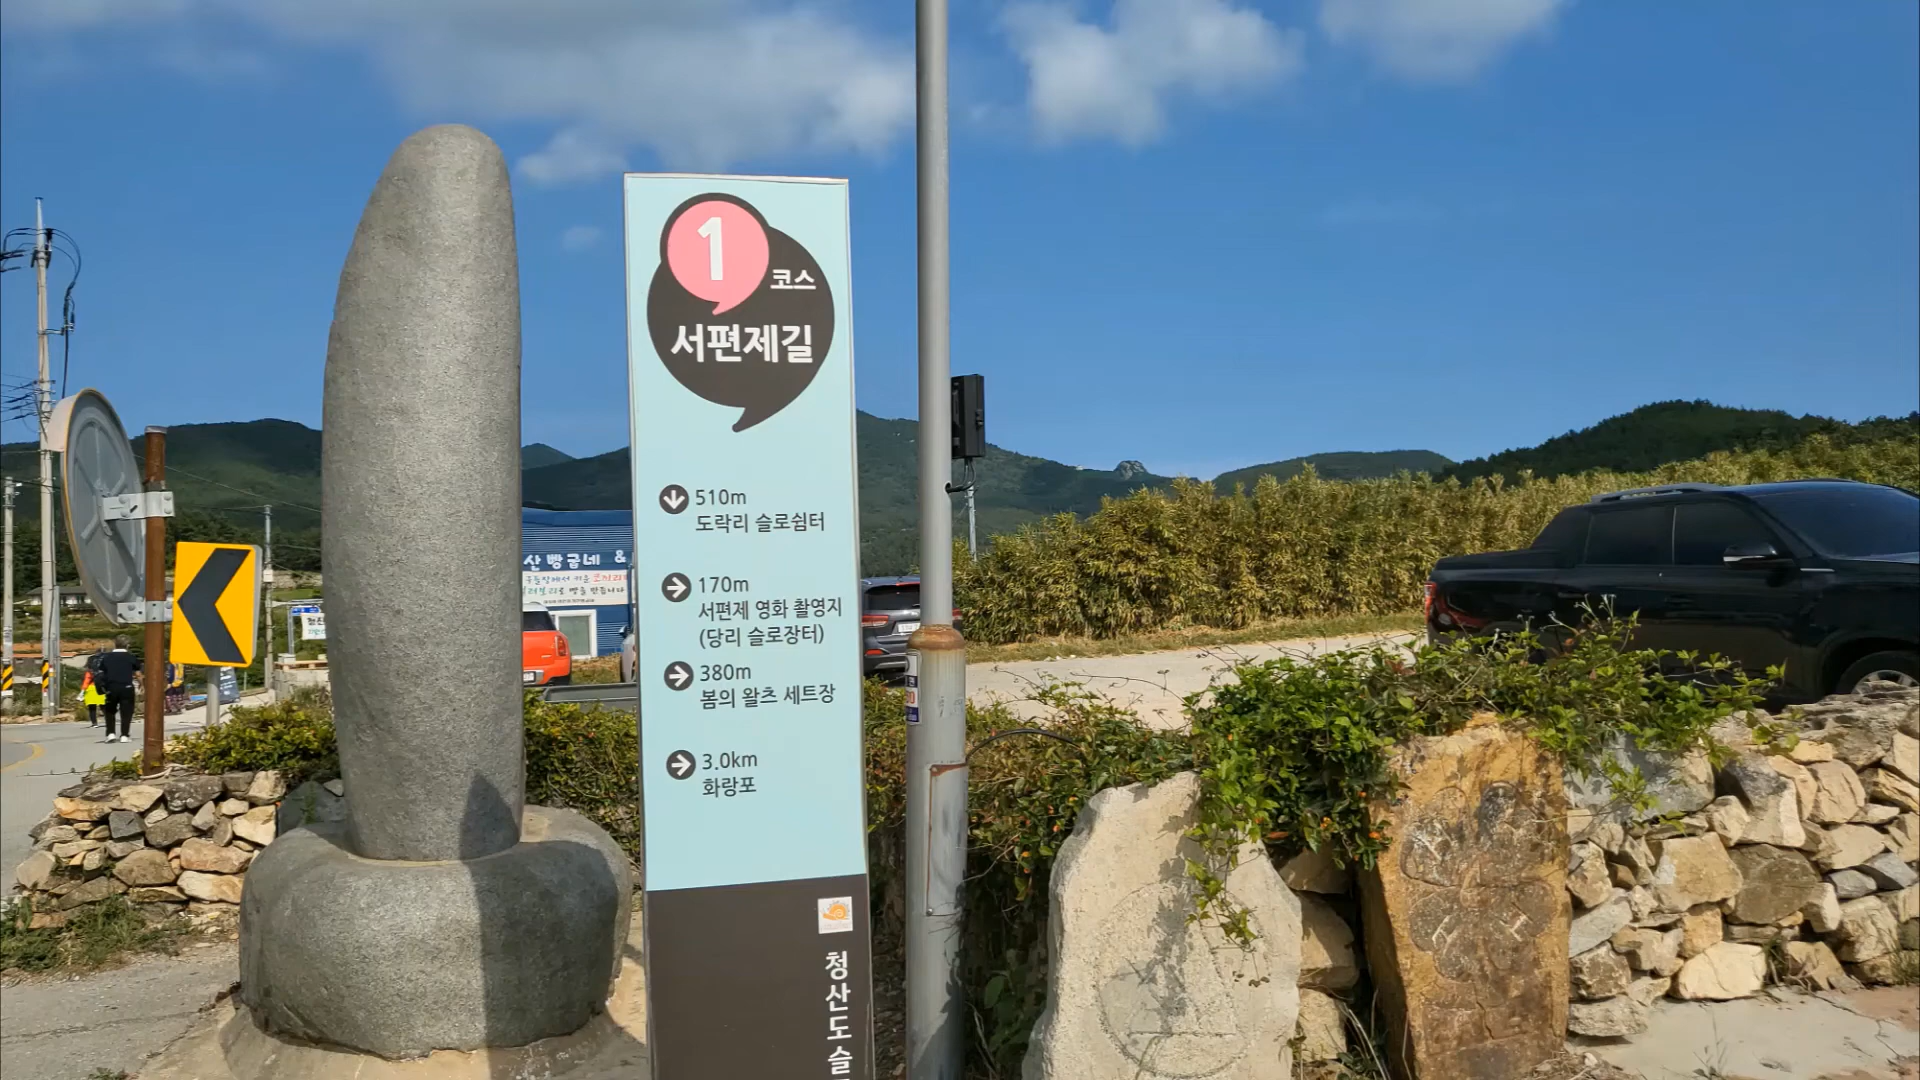 1
코스
서편제길
510m
도락리 슬로쉼터
170m
서편제 영화 촬영지
(당리 슬로장터)
380m
봄의 왈츠 세트장
3.0km
화랑포
청산도슬
산빵굽네 &